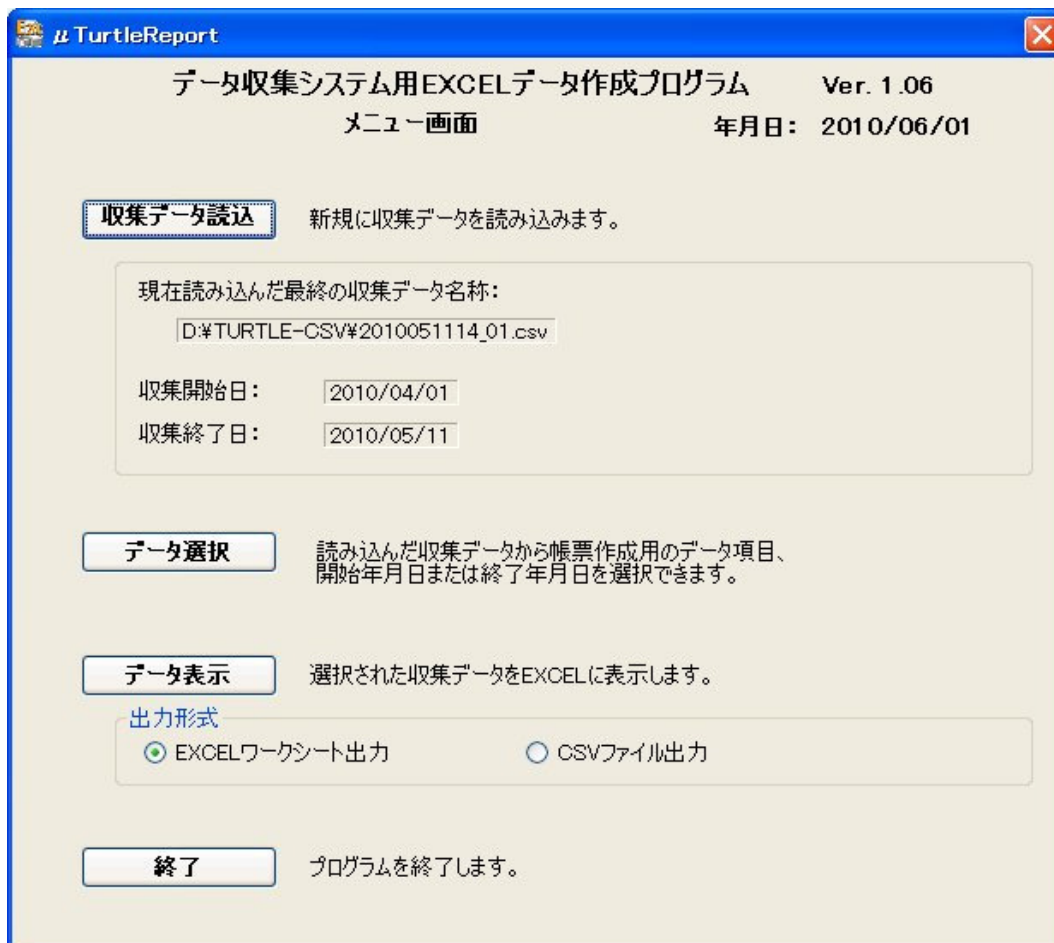 μTurtleReport
データ収集システム用EXCELデータ作成プログラム Ver. 1.06
メニュー画面 年月日： 2010/06/01
収集データ読込 新規に収集データを読み込みます。
現在読み込んだ最終の収集データ名称：
D:¥TURTLE-CSV¥2010051114_01.csv
収集開始日： 2010/04/01
収集終了日： 2010/05/11
データ選択 読み込んだ収集データから帳票作成用のデータ項目、
開始年月日または終了年月日を選択できます。
データ表示 選択された収集データをEXCELに表示します。
出力形式
EXCELワークシート出力 CSVファイル出力
終了 プログラムを終了します。